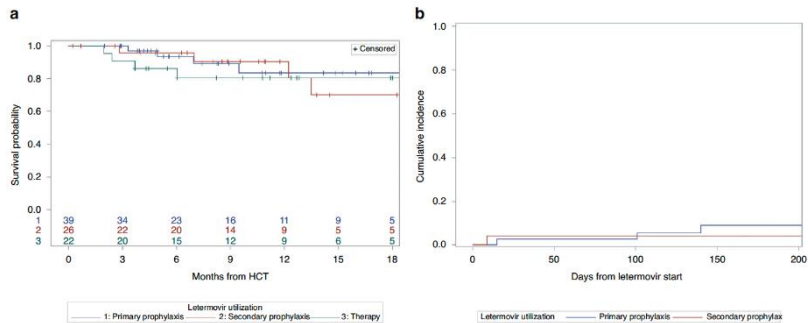 a
1.0
0.8
0.6
0.4
0.2
0.0
Survival probability
+ Censored
1 39 34 23 16 11 9 5
2 26 22 20 14 9 5 5
3 22 20 15 12 9 6 5
0 3 6 9 12 15 18
Months from HCT
Letermovir utilization
1: Primary prophylaxis 2: Secondary prophylaxis 3: Therapy
b
1.0
0.8
0.6
0.4
0.2
0.0
Cumulative incidence
0 50 100 150 200
Days from letermovir start
Letermovir utilization Primary prophylaxis Secondary prophylax